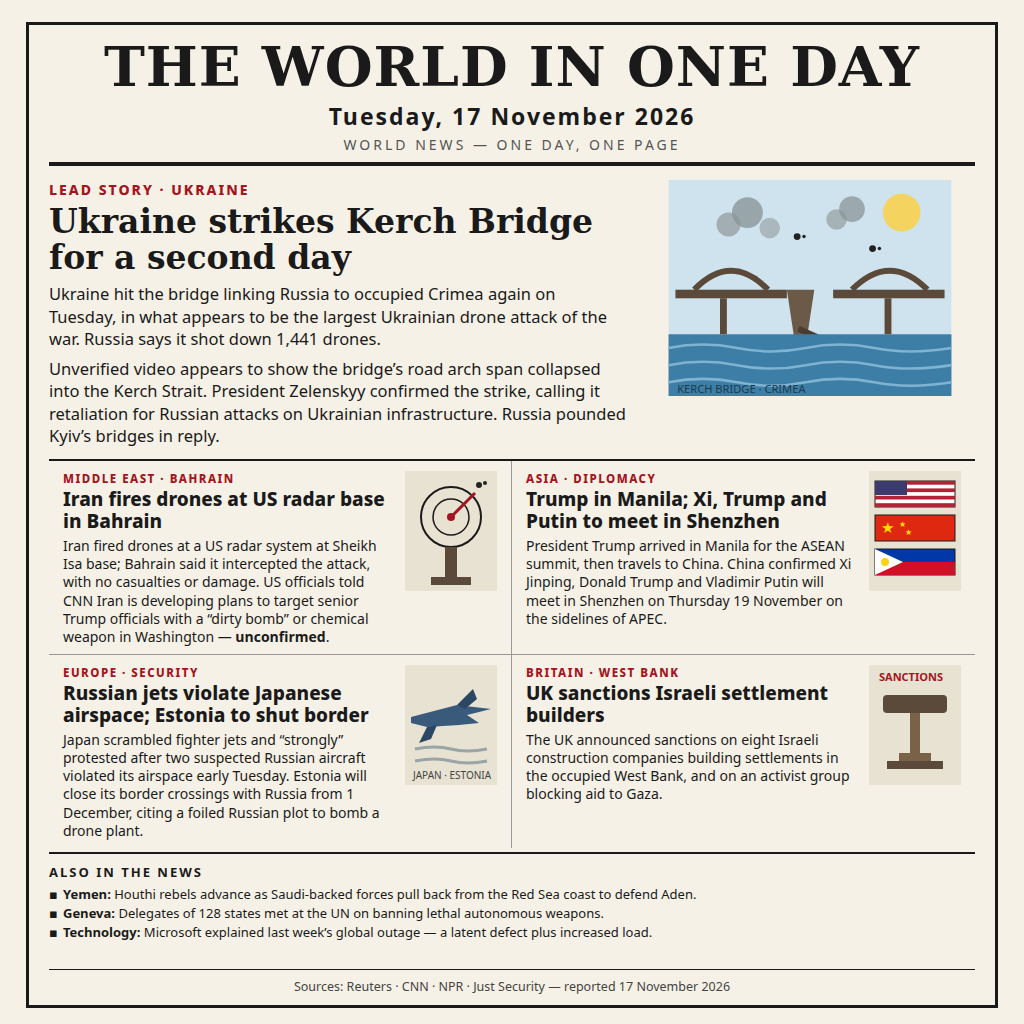 THE WORLD IN ONE DAY
Tuesday, 17 November 2026
WORLD NEWS — ONE DAY, ONE PAGE
LEAD STORY · UKRAINE
Ukraine strikes Kerch Bridge
for a second day
Ukraine hit the bridge linking Russia to occupied Crimea again on
Tuesday, in what appears to be the largest Ukrainian drone attack of the
war. Russia says it shot down 1,441 drones.
Unverified video appears to show the bridge’s road arch span collapsed
into the Kerch Strait. President Zelenskyy confirmed the strike, calling it
retaliation for Russian attacks on Ukrainian infrastructure. Russia pounded
Kyiv’s bridges in reply.
KERCH BRIDGE · CRIMEA
MIDDLE EAST · BAHRAIN
Iran fires drones at US radar base
in Bahrain
Iran fired drones at a US radar system at Sheikh
Isa base; Bahrain said it intercepted the attack,
with no casualties or damage. US officials told
CNN Iran is developing plans to target senior
Trump officials with a “dirty bomb” or chemical
weapon in Washington — unconfirmed.
ASIA · DIPLOMACY
Trump in Manila; Xi, Trump and
Putin to meet in Shenzhen
President Trump arrived in Manila for the ASEAN
summit, then travels to China. China confirmed Xi
Jinping, Donald Trump and Vladimir Putin will
meet in Shenzhen on Thursday 19 November on
the sidelines of APEC.
EUROPE · SECURITY
Russian jets violate Japanese
airspace; Estonia to shut border
Japan scrambled fighter jets and “strongly”
protested after two suspected Russian aircraft
violated its airspace early Tuesday. Estonia will
close its border crossings with Russia from 1
December, citing a foiled Russian plot to bomb a
drone plant.
JAPAN · ESTONIA
BRITAIN · WEST BANK
UK sanctions Israeli settlement
builders
The UK announced sanctions on eight Israeli
construction companies building settlements in
the occupied West Bank, and on an activist group
blocking aid to Gaza.
SANCTIONS
ALSO IN THE NEWS
▪ Yemen: Houthi rebels advance as Saudi-backed forces pull back from the Red Sea coast to defend Aden.
▪ Geneva: Delegates of 128 states met at the UN on banning lethal autonomous weapons.
▪ Technology: Microsoft explained last week’s global outage — a latent defect plus increased load.
Sources: Reuters · CNN · NPR · Just Security — reported 17 November 2026